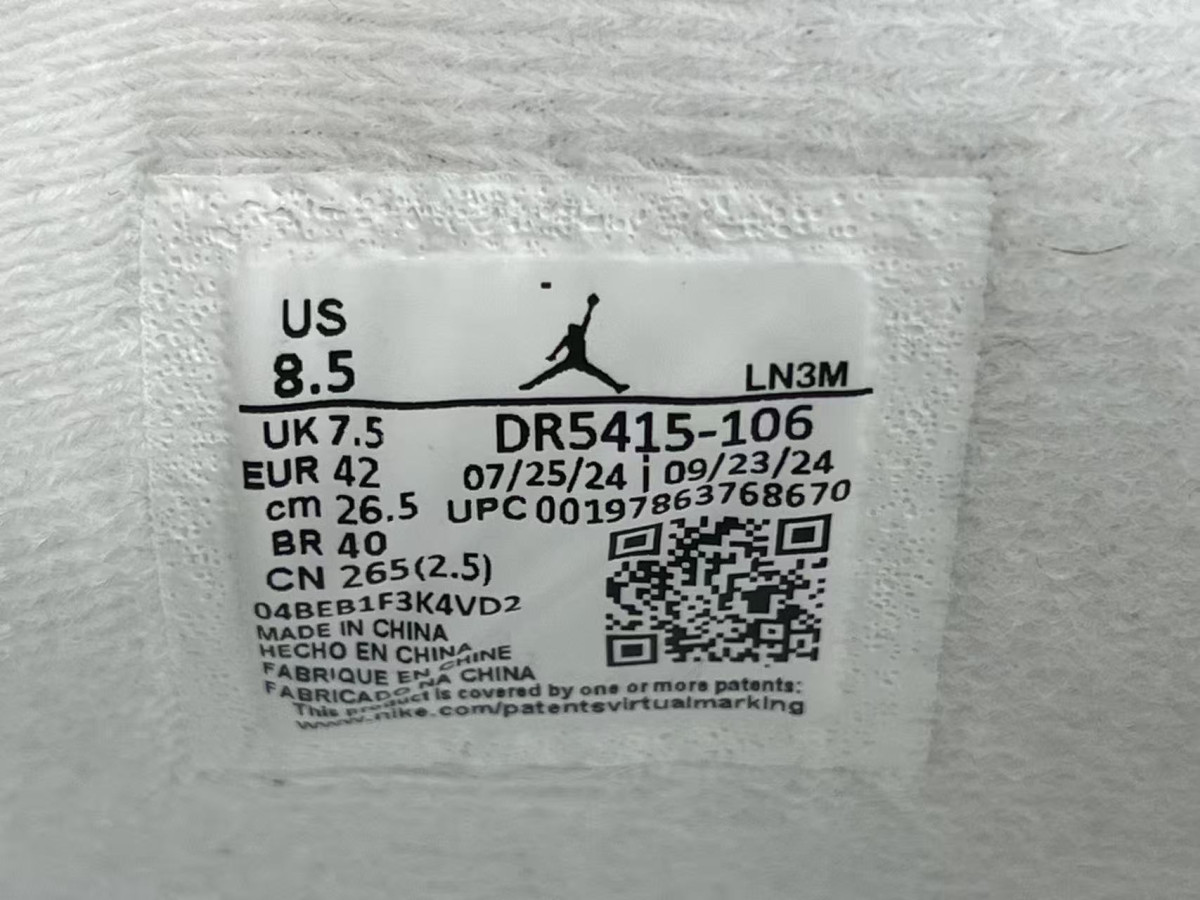 US
8.5
LN3M
UK 7.5
DR5415-106
EUR 42
07/25/24 | 09/23/24
cm 26.5
UPC 00197863768670
BR 40
CN 265(2.5)
04BEB1F3K4VD2
MADE IN CHINA
HECHO EN CHINA
FABRIQUE EN CHINE
FABRICADO NA CHINA
This product is covered by one or more patents:
www.nike.com/patentsvirtualmarking